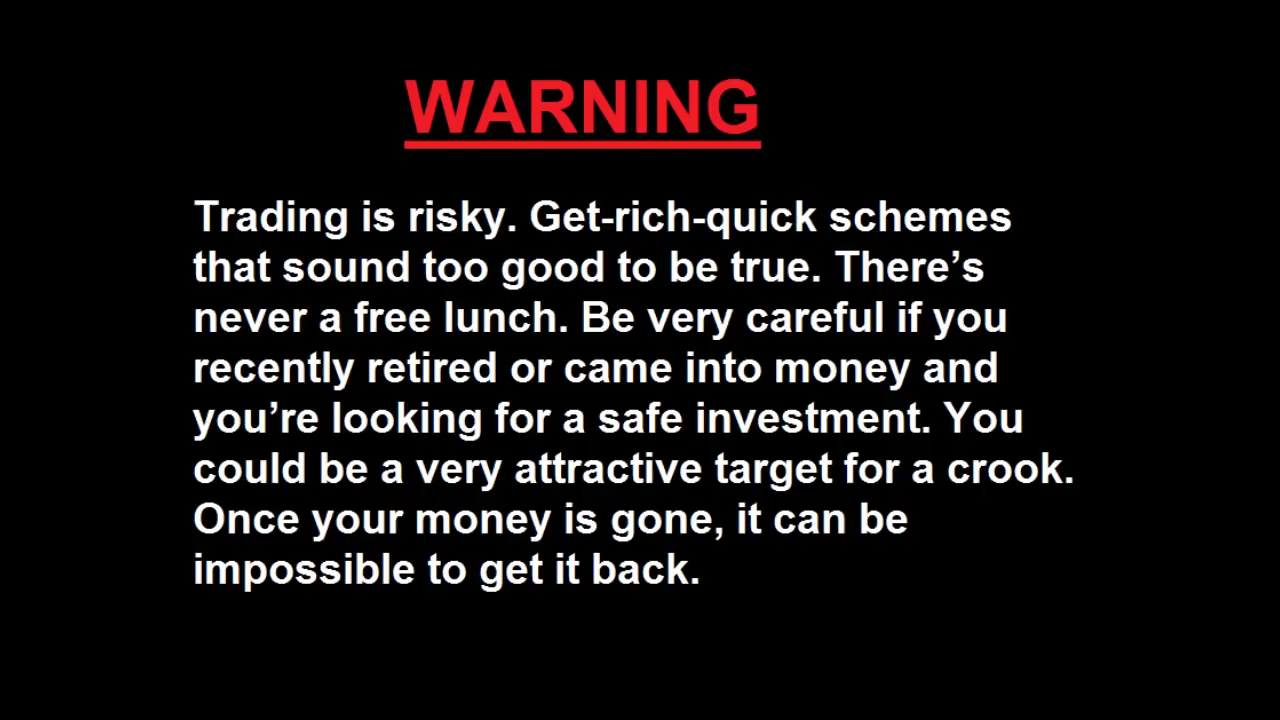 WARNING
Trading is risky. Get-rich-quick schemes
that sound too good to be true. There’s
never a free lunch. Be very careful if you
recently retired or came into money and
you’re looking for a safe investment. You
could be a very attractive target for a crook.
Once your money is gone, it can be
impossible to get it back.